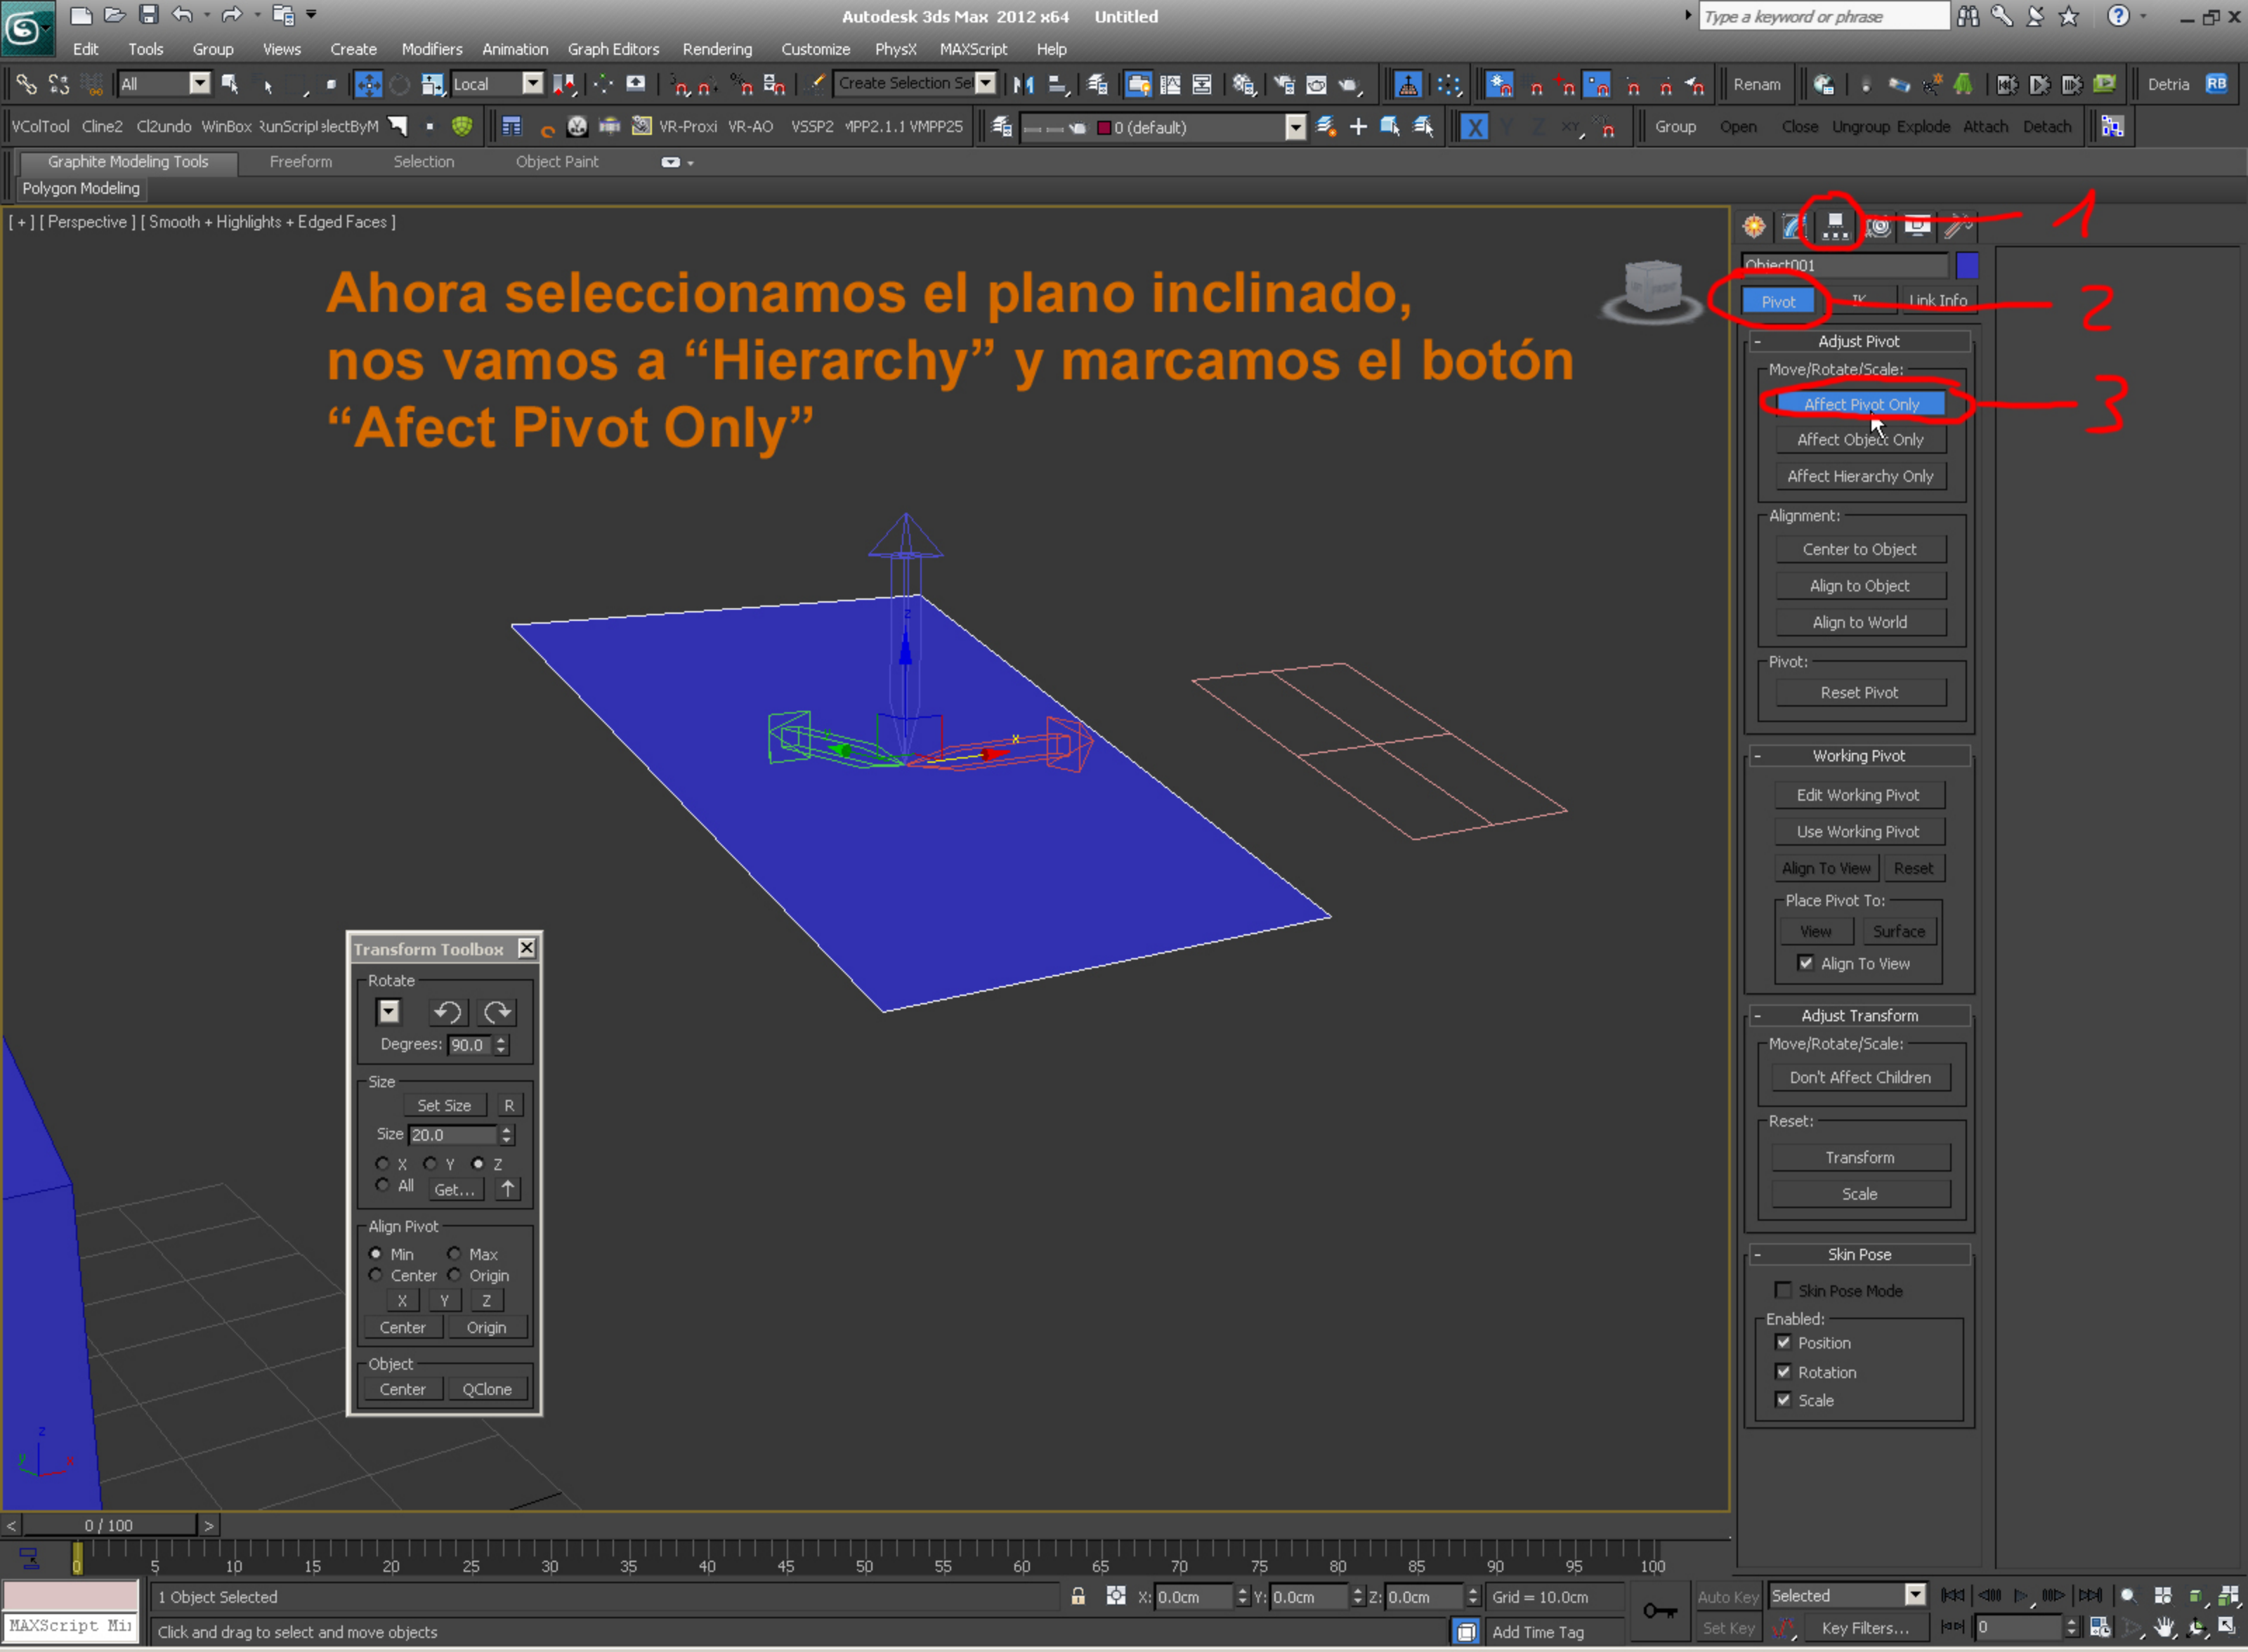 Autodesk 3ds Max 2012 x64 Untitled
Type a keyword or phrase
Edit Tools Group Views Create Modifiers Animation Graph Editors Rendering Customize PhysX MAXScript Help
All Local Create Selection Se Renam Detria RB
VColTool Cline2 Cl2undo WinBox RunScript electByM VR-Proxi VR-AO VSSP2 MPP2.1.1 VMPP25 0 (default) X Y Z XY Group Open Close Ungroup Explode Attach Detach
Graphite Modeling Tools Freeform Selection Object Paint
Polygon Modeling
[ + ] [ Perspective ] [ Smooth + Highlights + Edged Faces ]
1
Ahora seleccionamos el plano inclinado,
nos vamos a “Hierarchy” y marcamos el botón
“Afect Pivot Only”
Object001
Pivot IK Link Info
2
- Adjust Pivot
Move/Rotate/Scale:
Affect Pivot Only
3
Affect Object Only
Affect Hierarchy Only
Alignment:
Center to Object
Align to Object
Align to World
Pivot:
Reset Pivot
- Working Pivot
Edit Working Pivot
Use Working Pivot
Align To View Reset
Place Pivot To:
View Surface
Align To View
- Adjust Transform
Move/Rotate/Scale:
Don't Affect Children
Reset:
Transform
Scale
- Skin Pose
Skin Pose Mode
Enabled:
Position
Rotation
Scale
z
x
Transform Toolbox
Rotate
Degrees: 90.0
Size
Set Size R
Size 20.0
X Y Z
All Get...
Align Pivot
Min Max
Center Origin
X Y Z
Center Origin
Object
Center QClone
z
y x
< 0 / 100 >
0 5 10 15 20 25 30 35 40 45 50 55 60 65 70 75 80 85 90 95 100
1 Object Selected X: 0.0cm Y: 0.0cm Z: 0.0cm Grid = 10.0cm Auto Key Selected
MAXScript Mi Click and drag to select and move objects Add Time Tag Set Key Key Filters... 0